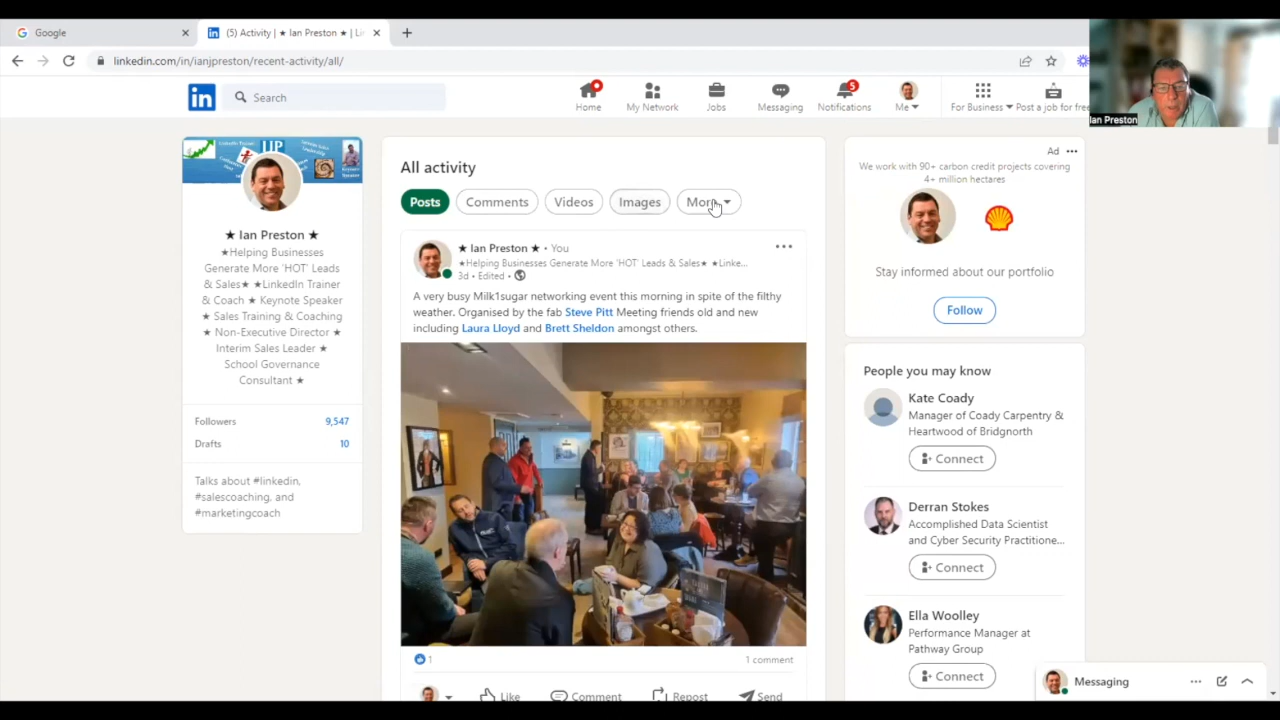 Google
(5) Activity | ★ Ian Preston ★ | Li
linkedin.com/in/ianjpreston/recent-activity/all/
in
Search
Home
My Network
Jobs
Messaging
5
Notifications
Me
For Business
Post a job for free
Ian Preston
UP
★ Ian Preston ★
★Helping Businesses
Generate More 'HOT' Leads
& Sales★ ★LinkedIn Trainer
& Coach ★ Keynote Speaker
★ Sales Training & Coaching
★ Non-Executive Director ★
Interim Sales Leader ★
School Governance
Consultant ★
Followers 9,547
Drafts 10
Talks about #linkedin,
#salescoaching, and
#marketingcoach
All activity
Posts
Comments
Videos
Images
More
★ Ian Preston ★ • You
★Helping Businesses Generate More 'HOT' Leads & Sales★ ★Linke...
3d • Edited •
A very busy Milk1sugar networking event this morning in spite of the filthy
weather. Organised by the fab Steve Pitt Meeting friends old and new
including Laura Lloyd and Brett Sheldon amongst others.
1
1 comment
Like
Comment
Repost
Send
Ad
We work with 90+ carbon credit projects covering
4+ million hectares
Stay informed about our portfolio
Follow
People you may know
Kate Coady
Manager of Coady Carpentry &
Heartwood of Bridgnorth
Connect
Derran Stokes
Accomplished Data Scientist
and Cyber Security Practitione...
Connect
Ella Woolley
Performance Manager at
Pathway Group
Connect
Messaging